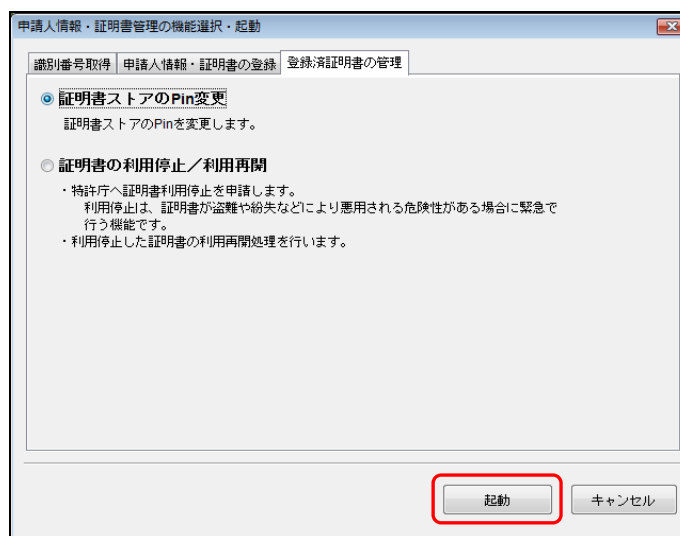 申請人情報・証明書管理の機能選択・起動
識別番号取得 申請人情報・証明書の登録 登録済証明書の管理
証明書ストアのPin変更
証明書ストアのPinを変更します。
証明書の利用停止／利用再開
・特許庁へ証明書利用停止を申請します。
利用停止は、証明書が盗難や紛失などにより悪用される危険性がある場合に緊急で
行う機能です。
・利用停止した証明書の利用再開処理を行います。
起動 キャンセル